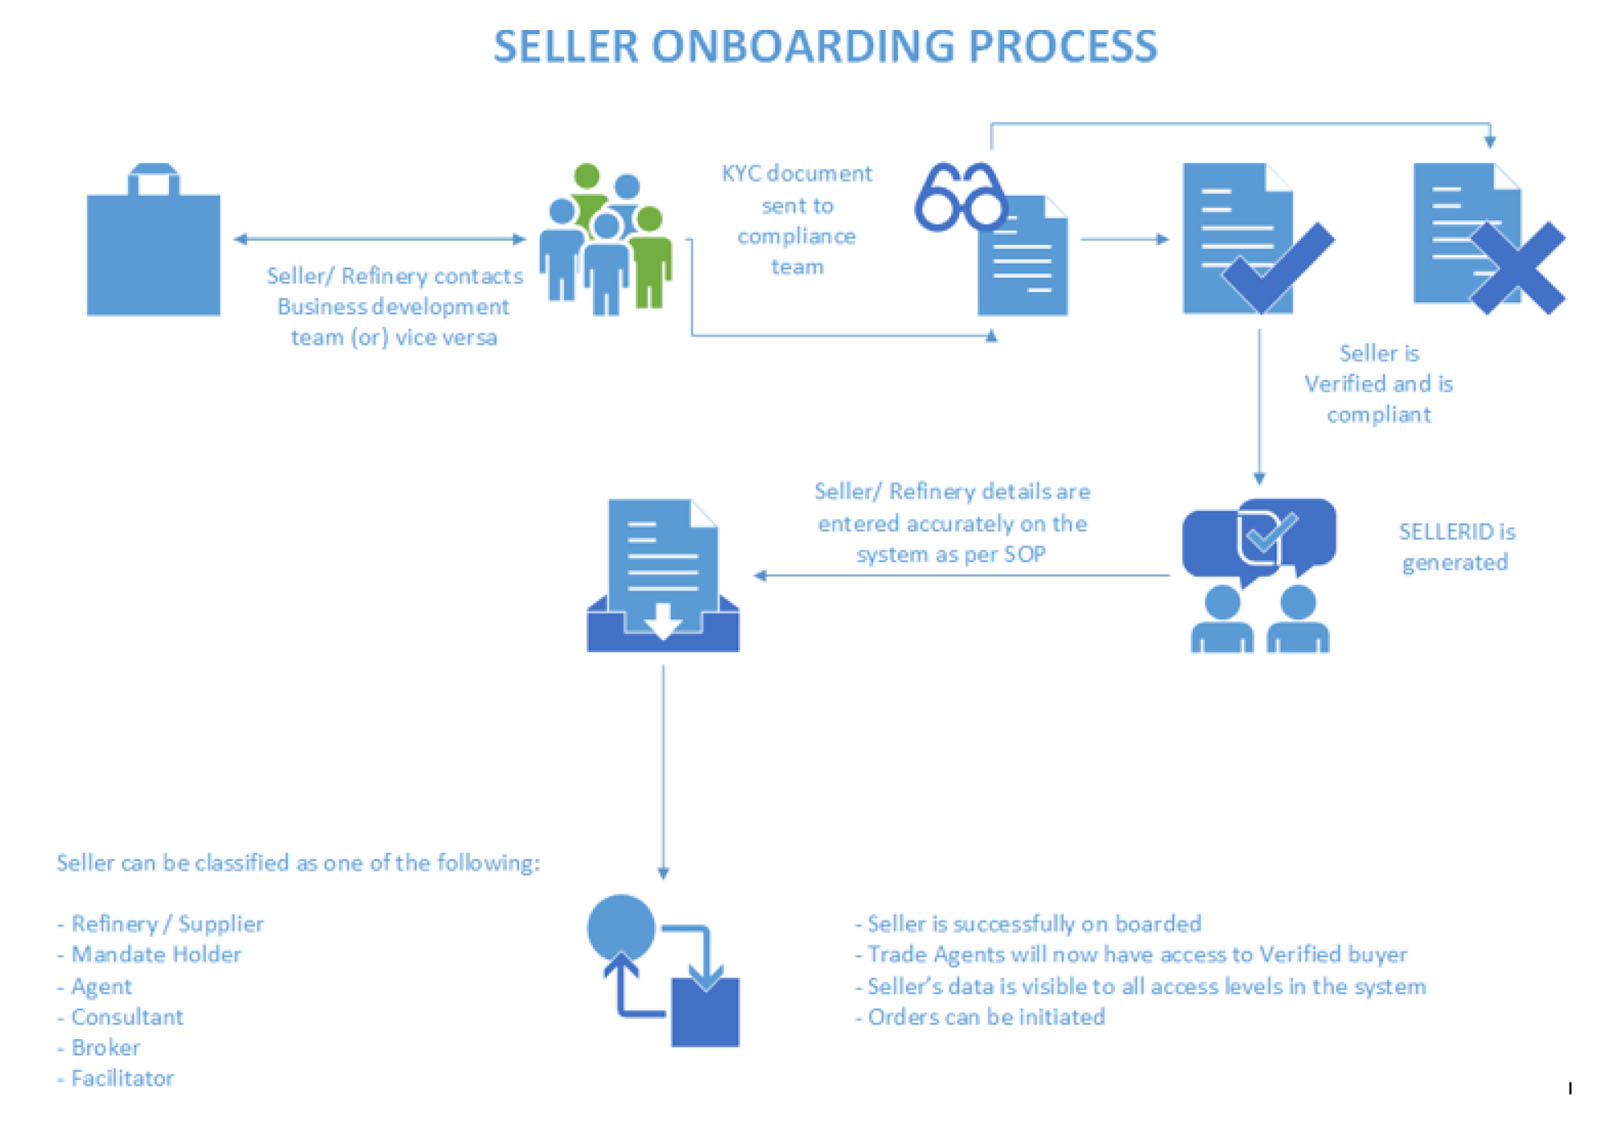 SELLER ONBOARDING PROCESS
KYC document
sent to
compliance
team
Seller/ Refinery contacts
Business development
team (or) vice versa
Seller is
Verified and is
compliant
SELLERID is
generated
Seller/ Refinery details are
entered accurately on the
system as per SOP
Seller can be classified as one of the following:
- Refinery / Supplier
- Mandate Holder
- Agent
- Consultant
- Broker
- Facilitator
- Seller is successfully on boarded
- Trade Agents will now have access to Verified buyer
- Seller's data is visible to all access levels in the system
- Orders can be initiated
I